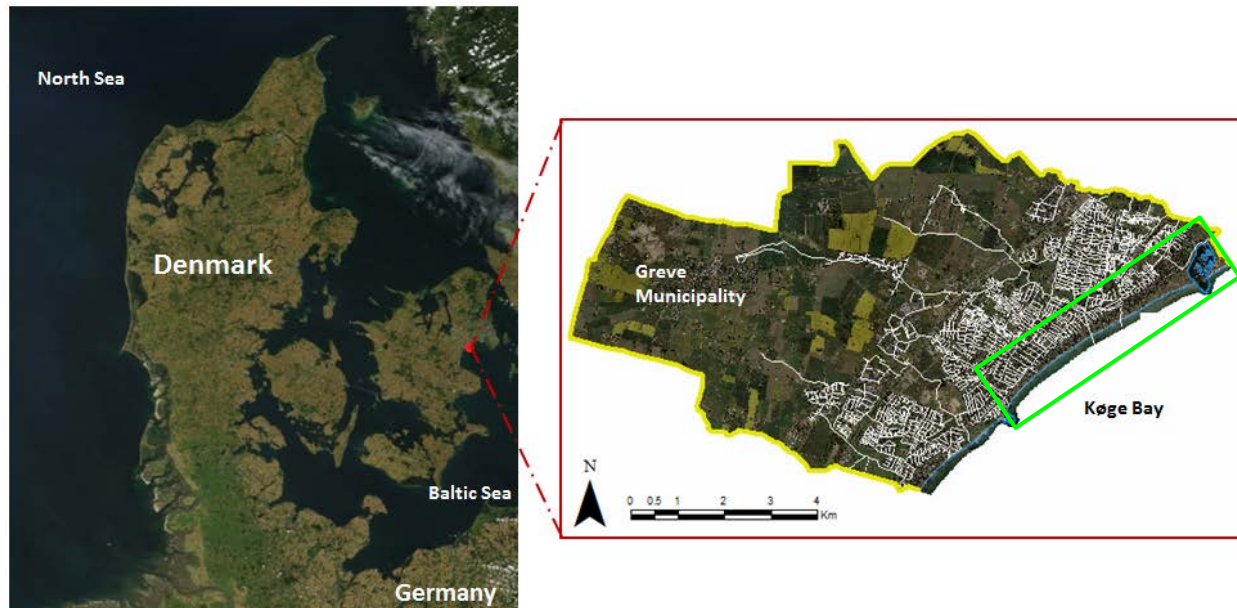 North Sea
Denmark
Baltic Sea
Germany
Greve
Municipality
Køge Bay
N
0 0.5 1 2 3 4
Km